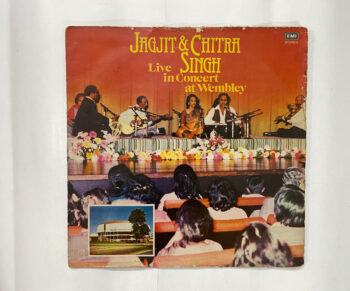 JAGJIT & CHITRA
SINGH
Live
in Concert
at Wembley
EMI